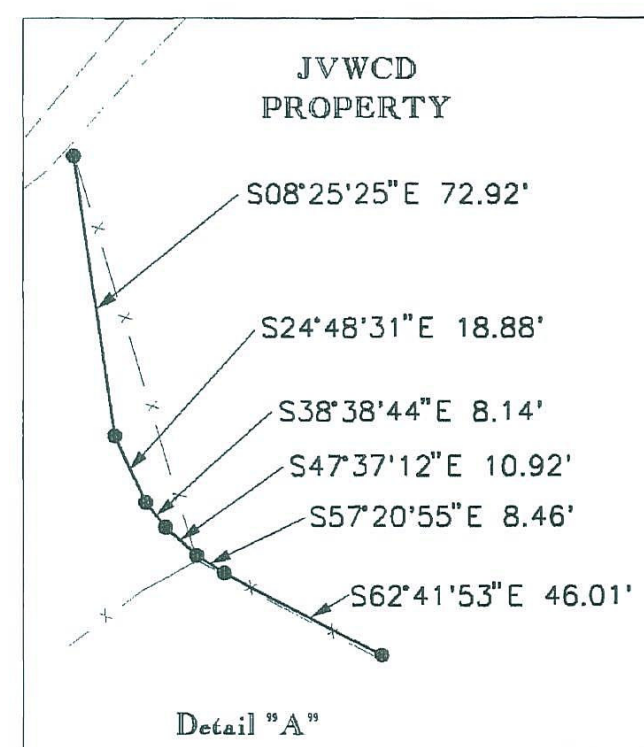 JVWCD
PROPERTY
S08°25'25"E 72.92'
S24°48'31"E 18.88'
S38°38'44"E 8.14'
S47°37'12"E 10.92'
S57°20'55"E 8.46'
S62°41'53"E 46.01'
Detail "A"